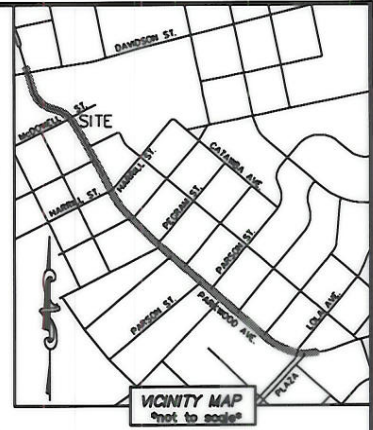 DAVIDSON ST.
McDOWELL ST.
SITE
HARRILL ST.
CATAWBA AVE.
HARRILL ST.
PEGRAM ST.
PARSON ST.
PARSON ST.
PARKWOOD AVE.
LOLA AVE.
PLAZA
VICINITY MAP
*not to scale*